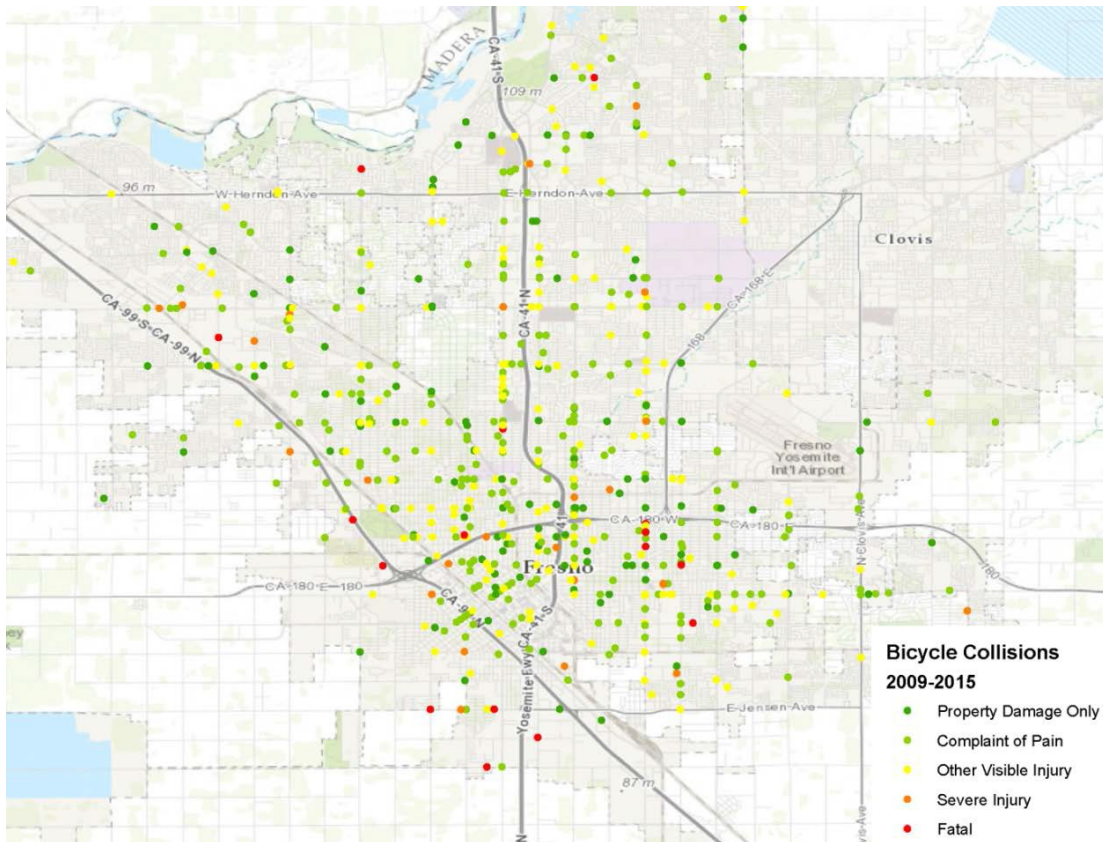 MADERA
CA-41-S
109 m
96 m
W Herndon Ave
E Herndon Ave
Clovis
CA-168-E
CA-41-N
168
CA-99-S-CA-99-N
Fresno
Yosemite
Int'l Airport
41
CA-180-W
CA-180-E
N Clovis Ave
180
Fresno
CA-180-E-180
CA-41-S
Yosemite Fwy
E Jensen Ave
87 m
Bicycle Collisions
2009-2015
Property Damage Only
Complaint of Pain
Other Visible Injury
Severe Injury
Fatal